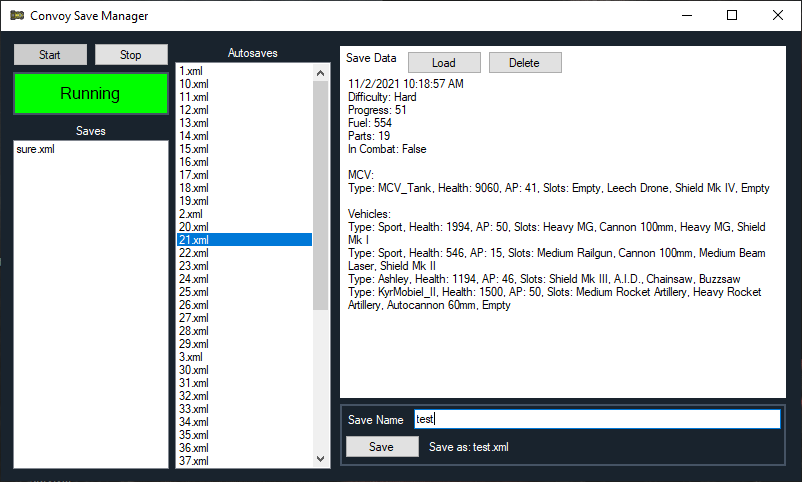 Convoy Save Manager
Start
Stop
Running
Saves
sure.xml
Autosaves
1.xml
10.xml
11.xml
12.xml
13.xml
14.xml
15.xml
16.xml
17.xml
18.xml
19.xml
2.xml
20.xml
21.xml
22.xml
23.xml
24.xml
25.xml
26.xml
27.xml
28.xml
29.xml
3.xml
30.xml
31.xml
32.xml
33.xml
34.xml
35.xml
36.xml
37.xml
Save Data
Load
Delete
11/2/2021 10:18:57 AM
Difficulty: Hard
Progress: 51
Fuel: 554
Parts: 19
In Combat: False
MCV:
Type: MCV_Tank, Health: 9060, AP: 41, Slots: Empty, Leech Drone, Shield Mk IV, Empty
Vehicles:
Type: Sport, Health: 1994, AP: 50, Slots: Heavy MG, Cannon 100mm, Heavy MG, Shield
Mk I
Type: Sport, Health: 546, AP: 15, Slots: Medium Railgun, Cannon 100mm, Medium Beam
Laser, Shield Mk II
Type: Ashley, Health: 1194, AP: 46, Slots: Shield Mk III, A.I.D., Chainsaw, Buzzsaw
Type: KyrMobiel_II, Health: 1500, AP: 50, Slots: Medium Rocket Artillery, Heavy Rocket
Artillery, Autocannon 60mm, Empty
Save Name
test
Save
Save as: test.xml